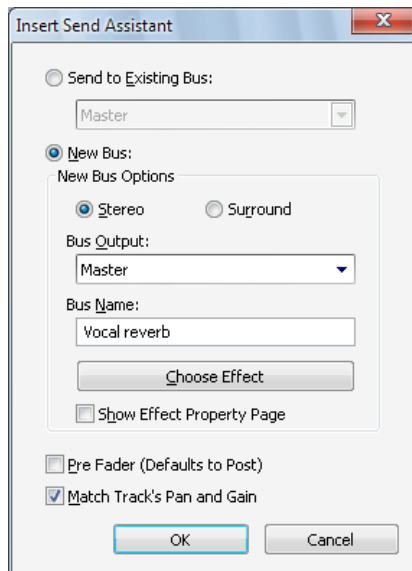 Insert Send Assistant
Send to Existing Bus:
Master
New Bus:
New Bus Options
Stereo
Surround
Bus Output:
Master
Bus Name:
Vocal reverb
Choose Effect
Show Effect Property Page
Pre Fader (Defaults to Post)
Match Track's Pan and Gain
OK
Cancel